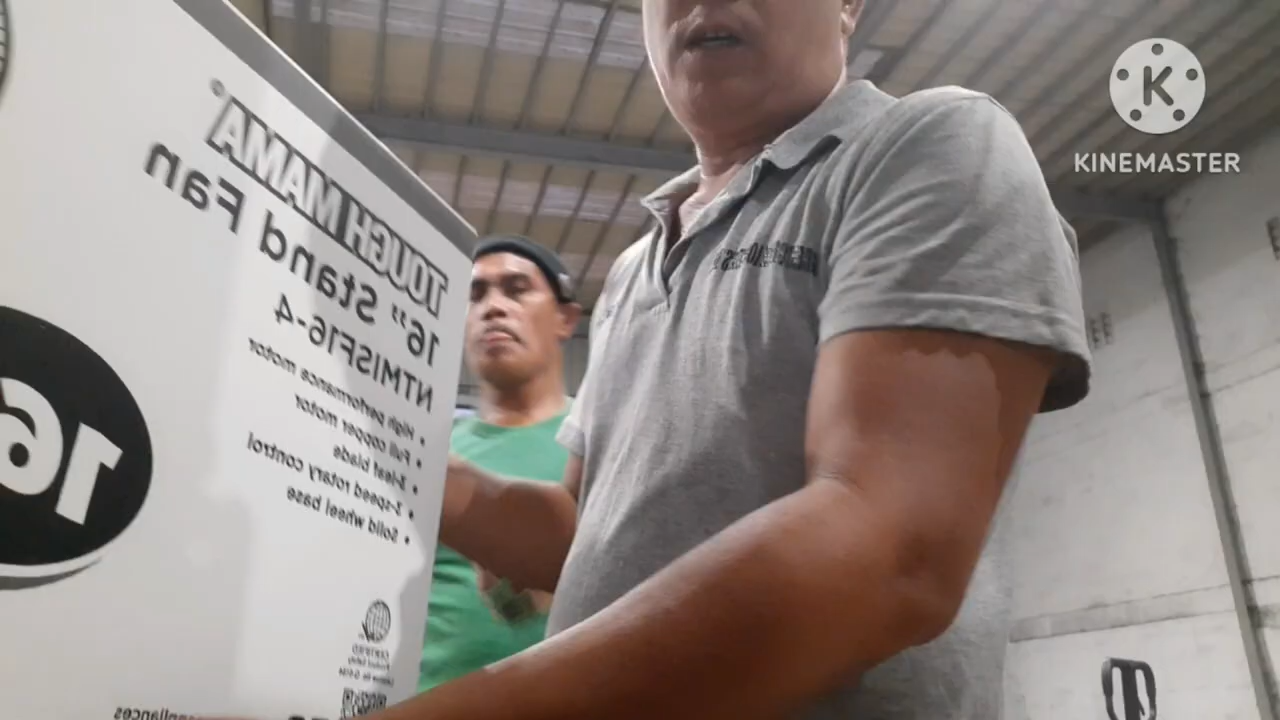 KINEMASTER
TOUGH MAMA®
16" Stand Fan
NTMISF16-4
• High performance motor
• Full copper motor
• 3-leaf blade
• 3-speed rotary control
• Solid wheel base
16
CERTIFIED